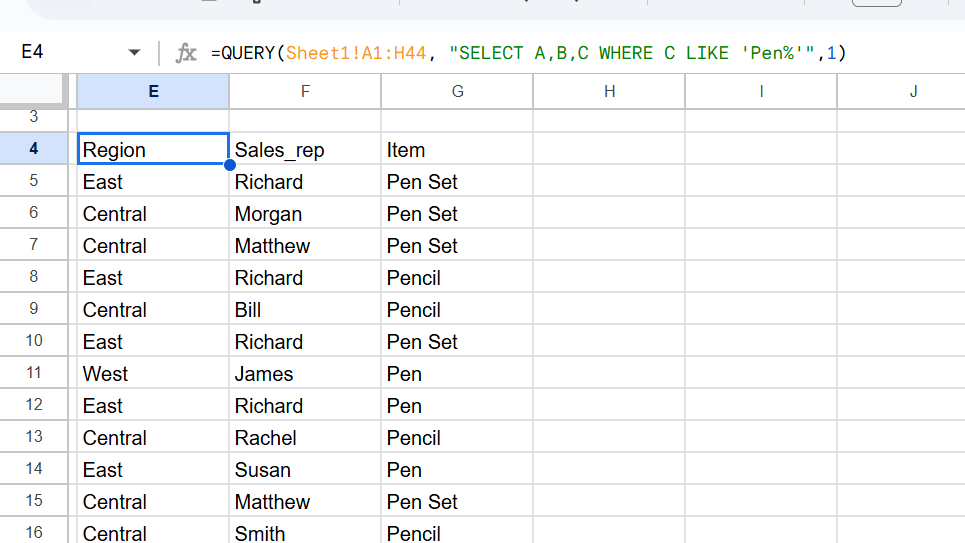 E4 fx =QUERY(Sheet1!A1:H44, "SELECT A,B,C WHERE C LIKE 'Pen%'",1)
E F G H I J
3
4 Region Sales_rep Item
5 East Richard Pen Set
6 Central Morgan Pen Set
7 Central Matthew Pen Set
8 East Richard Pencil
9 Central Bill Pencil
10 East Richard Pen Set
11 West James Pen
12 East Richard Pen
13 Central Rachel Pencil
14 East Susan Pen
15 Central Matthew Pen Set
16 Central Smith Pencil